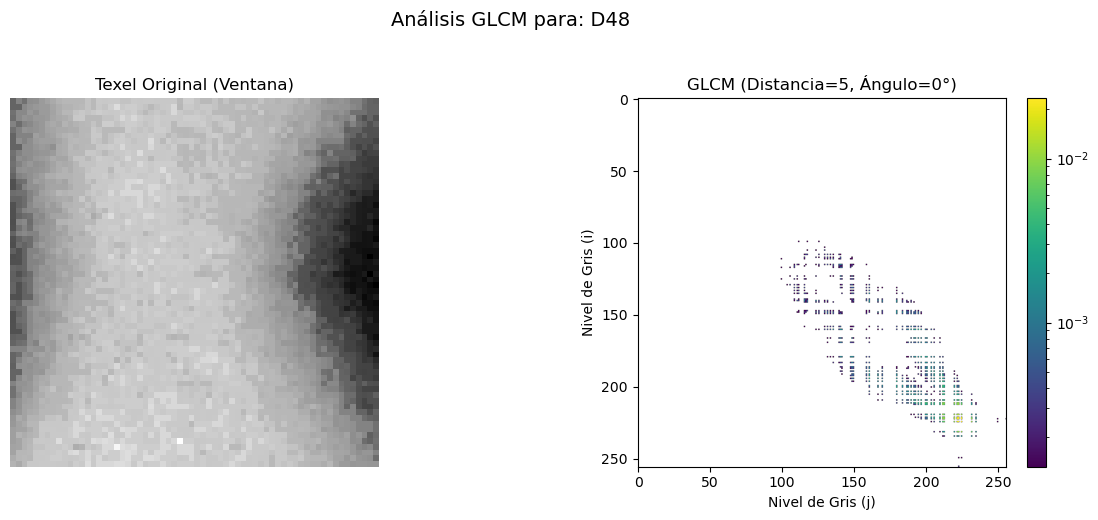 Análisis GLCM para: D48
Texel Original (Ventana)
GLCM (Distancia=5, Ángulo=0°)
0
50
100
150
200
250
Nivel de Gris (i)
0 50 100 150 200 250
Nivel de Gris (j)
10⁻²
10⁻³